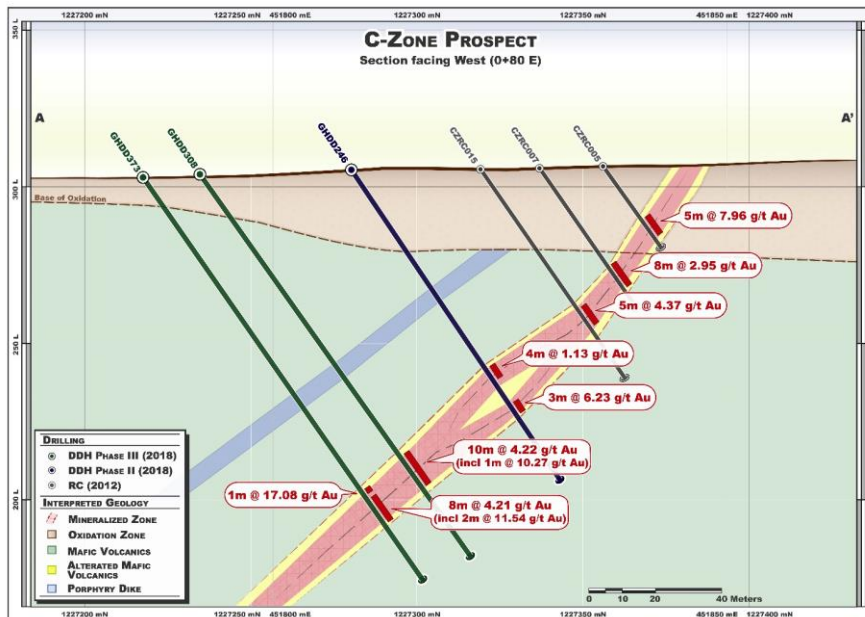 1227200 mN
1227250 mN
451800 mE
1227300 mN
1227350 mN
451850 mE
1227400 mN
C-Zone Prospect
Section facing West (0+80 E)
350 L
300 L
250 L
200 L
A
A'
350 L
300 L
250 L
200 L
GHDD373
GHDD308
GHDD246
CZRC015
CZRC007
CZRC005
Base of Oxidation
5m @ 7.96 g/t Au
8m @ 2.95 g/t Au
5m @ 4.37 g/t Au
4m @ 1.13 g/t Au
3m @ 6.23 g/t Au
10m @ 4.22 g/t Au
(incl 1m @ 10.27 g/t Au)
1m @ 17.08 g/t Au
8m @ 4.21 g/t Au
(incl 2m @ 11.54 g/t Au)
Drilling
DDH Phase III (2018)
DDH Phase II (2018)
RC (2012)
Interpreted Geology
Mineralized Zone
Oxidation Zone
Mafic Volcanics
Alterated Mafic
Volcanics
Porphyry Dike
0 10 20 40 Meters
1227200 mN
1227250 mN
451800 mE
1227300 mN
1227350 mN
451850 mE
1227400 mN